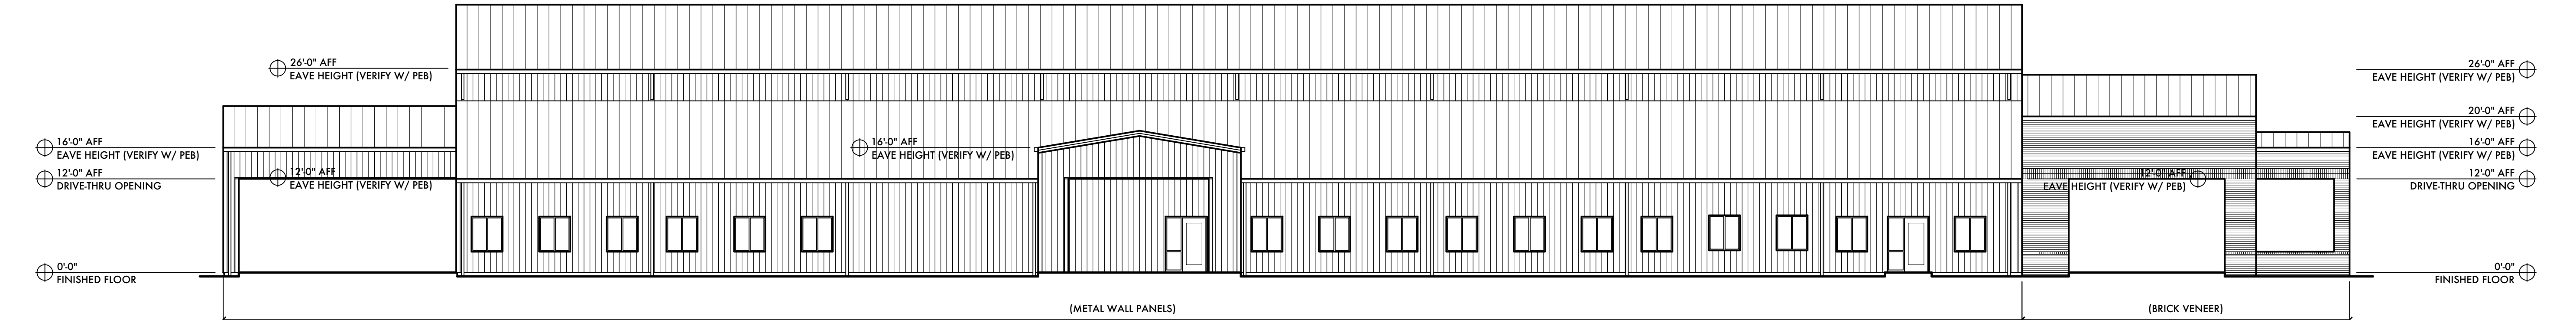 26'-0" AFF
EAVE HEIGHT (VERIFY W/ PEB)
16'-0" AFF
EAVE HEIGHT (VERIFY W/ PEB)
12'-0" AFF
DRIVE-THRU OPENING
12'-0" AFF
EAVE HEIGHT (VERIFY W/ PEB)
0'-0"
FINISHED FLOOR
16'-0" AFF
EAVE HEIGHT (VERIFY W/ PEB)
12'-0" AFF
EAVE HEIGHT (VERIFY W/ PEB)
26'-0" AFF
EAVE HEIGHT (VERIFY W/ PEB)
20'-0" AFF
EAVE HEIGHT (VERIFY W/ PEB)
16'-0" AFF
EAVE HEIGHT (VERIFY W/ PEB)
12'-0" AFF
DRIVE-THRU OPENING
0'-0"
FINISHED FLOOR
(METAL WALL PANELS)
(BRICK VENEER)